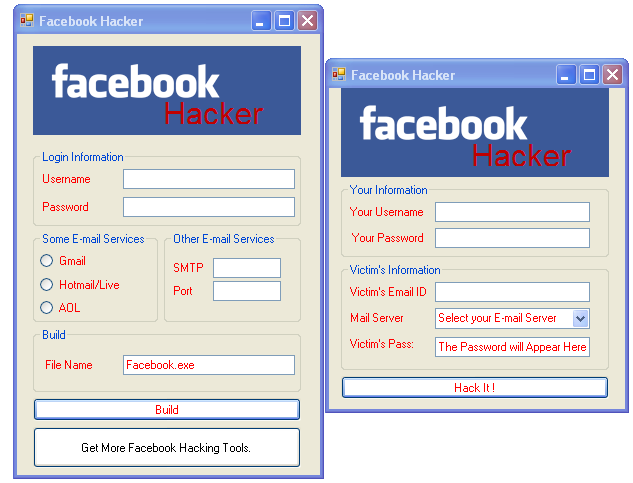 Facebook Hacker
facebook
Hacker
Login Information
Username
Password
Some E-mail Services
Gmail
Hotmail/Live
AOL
Other E-mail Services
SMTP
Port
Build
File Name Facebook.exe
Build
Get More Facebook Hacking Tools.
Facebook Hacker
facebook
Hacker
Your Information
Your Username
Your Password
Victim's Information
Victim's Email ID
Mail Server Select your E-mail Server
Victim's Pass: The Password will Appear Here
Hack It !